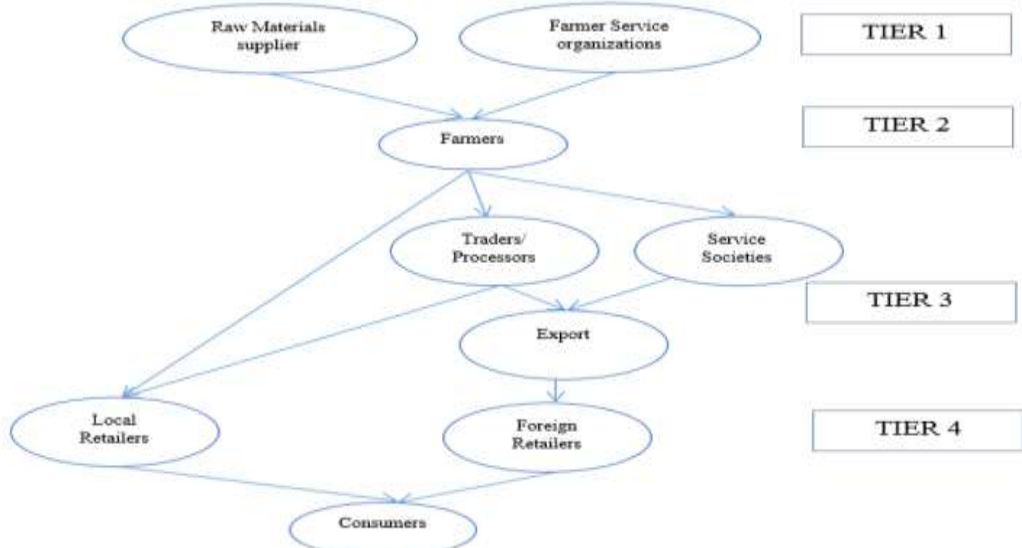 Raw Materials
supplier
Farmer Service
organizations
TIER 1
Farmers
TIER 2
Traders/
Processors
Service
Societies
TIER 3
Export
Local
Retailers
Foreign
Retailers
TIER 4
Consumers